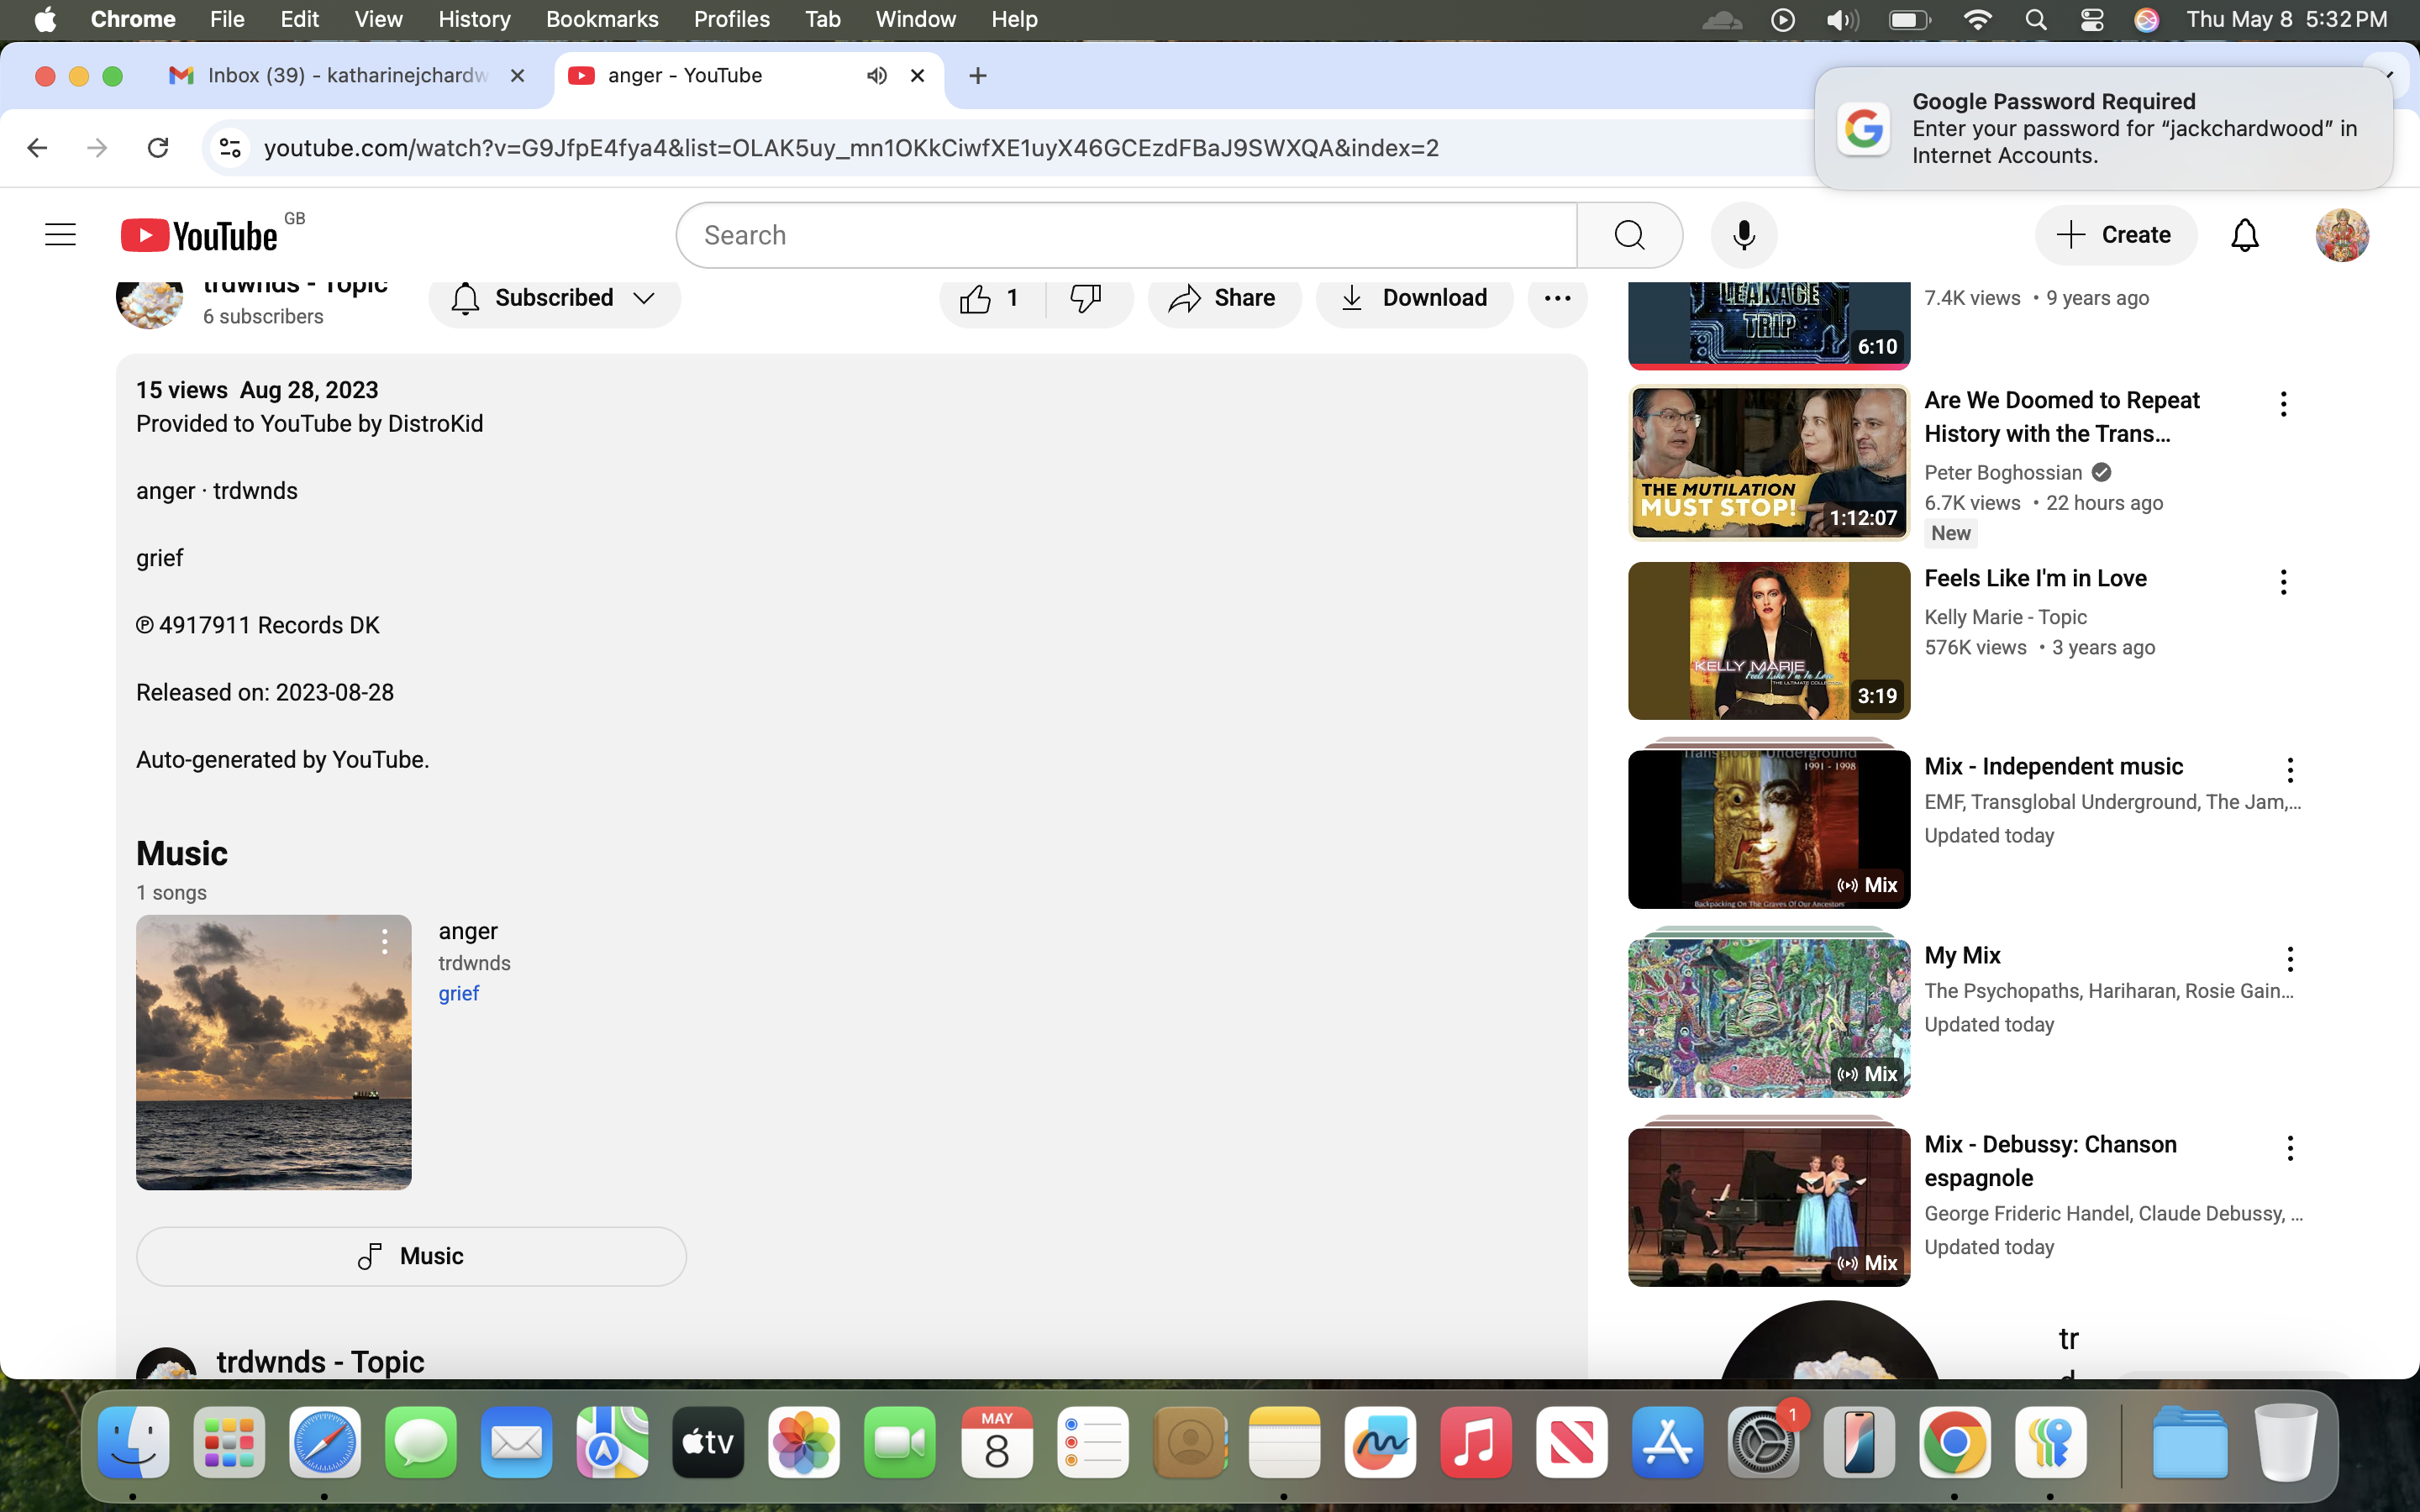 Chrome File Edit View History Bookmarks Profiles Tab Window Help Thu May 8 5:32 PM
Inbox (39) - katharinejchardw
anger - YouTube
Google Password Required
Enter your password for “jackchardwood” in
Internet Accounts.
youtube.com/watch?v=G9JfpE4fya4&list=OLAK5uy_mn1OKkCiwfXE1uyX46GCEzdFBaJ9SWXQA&index=2
YouTube GB
Search
Create
trdwnds - Topic
6 subscribers
Subscribed
1
Share
Download
15 views Aug 28, 2023
Provided to YouTube by DistroKid
anger · trdwnds
grief
℗ 4917911 Records DK
Released on: 2023-08-28
Auto-generated by YouTube.
Music
1 songs
anger
trdwnds
grief
Music
trdwnds - Topic
LEAKAGE
TRIP
6:10
7.4K views • 9 years ago
THE MUTILATION
MUST STOP!
1:12:07
Are We Doomed to Repeat
History with the Trans...
Peter Boghossian
6.7K views • 22 hours ago
New
KELLY MARIE
Feels Like I'm In Love
THE ULTIMATE COLLECTION
3:19
Feels Like I'm in Love
Kelly Marie - Topic
576K views • 3 years ago
Transglobal Underground
1991 - 1998
Backpacking On The Graves Of Our Ancestors
Mix
Mix - Independent music
EMF, Transglobal Underground, The Jam,...
Updated today
Mix
My Mix
The Psychopaths, Hariharan, Rosie Gain...
Updated today
Mix
Mix - Debussy: Chanson
espagnole
George Frideric Handel, Claude Debussy, ...
Updated today
tr
d
tv
MAY
8
1